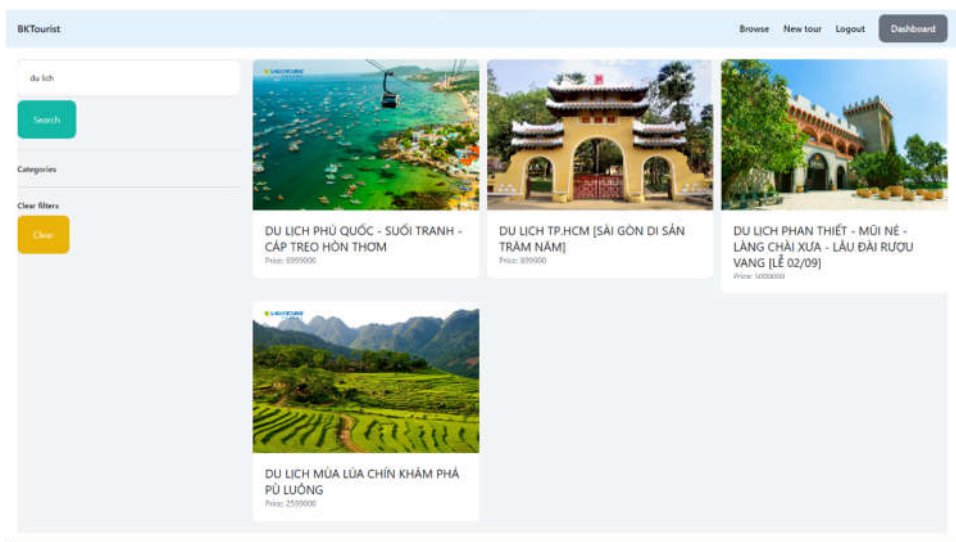 BKTourist
Browse New tour Logout Dashboard
du lich
Search
Categories
Clear filters
Clear
DU LỊCH PHÚ QUỐC - SUỐI TRANH -
CÁP TREO HÒN THƠM
Price: 6999000
DU LỊCH TP.HCM [SÀI GÒN DI SẢN
TRĂM NĂM]
Price: 899000
DU LỊCH PHAN THIẾT - MŨI NÉ -
LÀNG CHÀI XƯA - LÂU ĐÀI RƯỢU
VANG [LỄ 02/09]
Price: 5000000
DU LỊCH MÙA LÚA CHÍN KHÁM PHÁ
PÙ LUÔNG
Price: 2599000